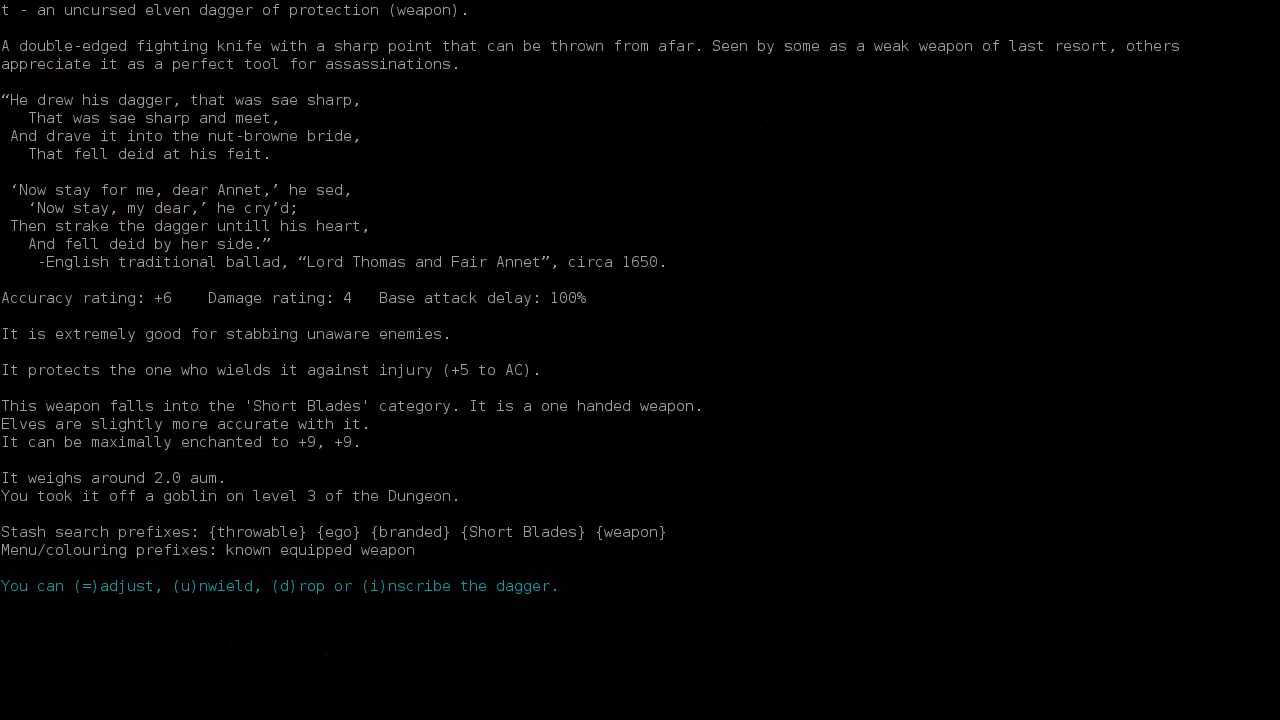 t - an uncursed elven dagger of protection (weapon).
A double-edged fighting knife with a sharp point that can be thrown from afar. Seen by some as a weak weapon of last resort, others
appreciate it as a perfect tool for assassinations.
“He drew his dagger, that was sae sharp,
That was sae sharp and meet,
And drave it into the nut-browne bride,
That fell deid at his feit.
‘Now stay for me, dear Annet,’ he sed,
‘Now stay, my dear,’ he cry’d;
Then strake the dagger untill his heart,
And fell deid by her side.”
-English traditional ballad, “Lord Thomas and Fair Annet”, circa 1650.
Accuracy rating: +6    Damage rating: 4   Base attack delay: 100%
It is extremely good for stabbing unaware enemies.
It protects the one who wields it against injury (+5 to AC).
This weapon falls into the 'Short Blades' category. It is a one handed weapon.
Elves are slightly more accurate with it.
It can be maximally enchanted to +9, +9.
It weighs around 2.0 aum.
You took it off a goblin on level 3 of the Dungeon.
Stash search prefixes: {throwable} {ego} {branded} {Short Blades} {weapon}
Menu/colouring prefixes: known equipped weapon
You can (=)adjust, (u)nwield, (d)rop or (i)nscribe the dagger.